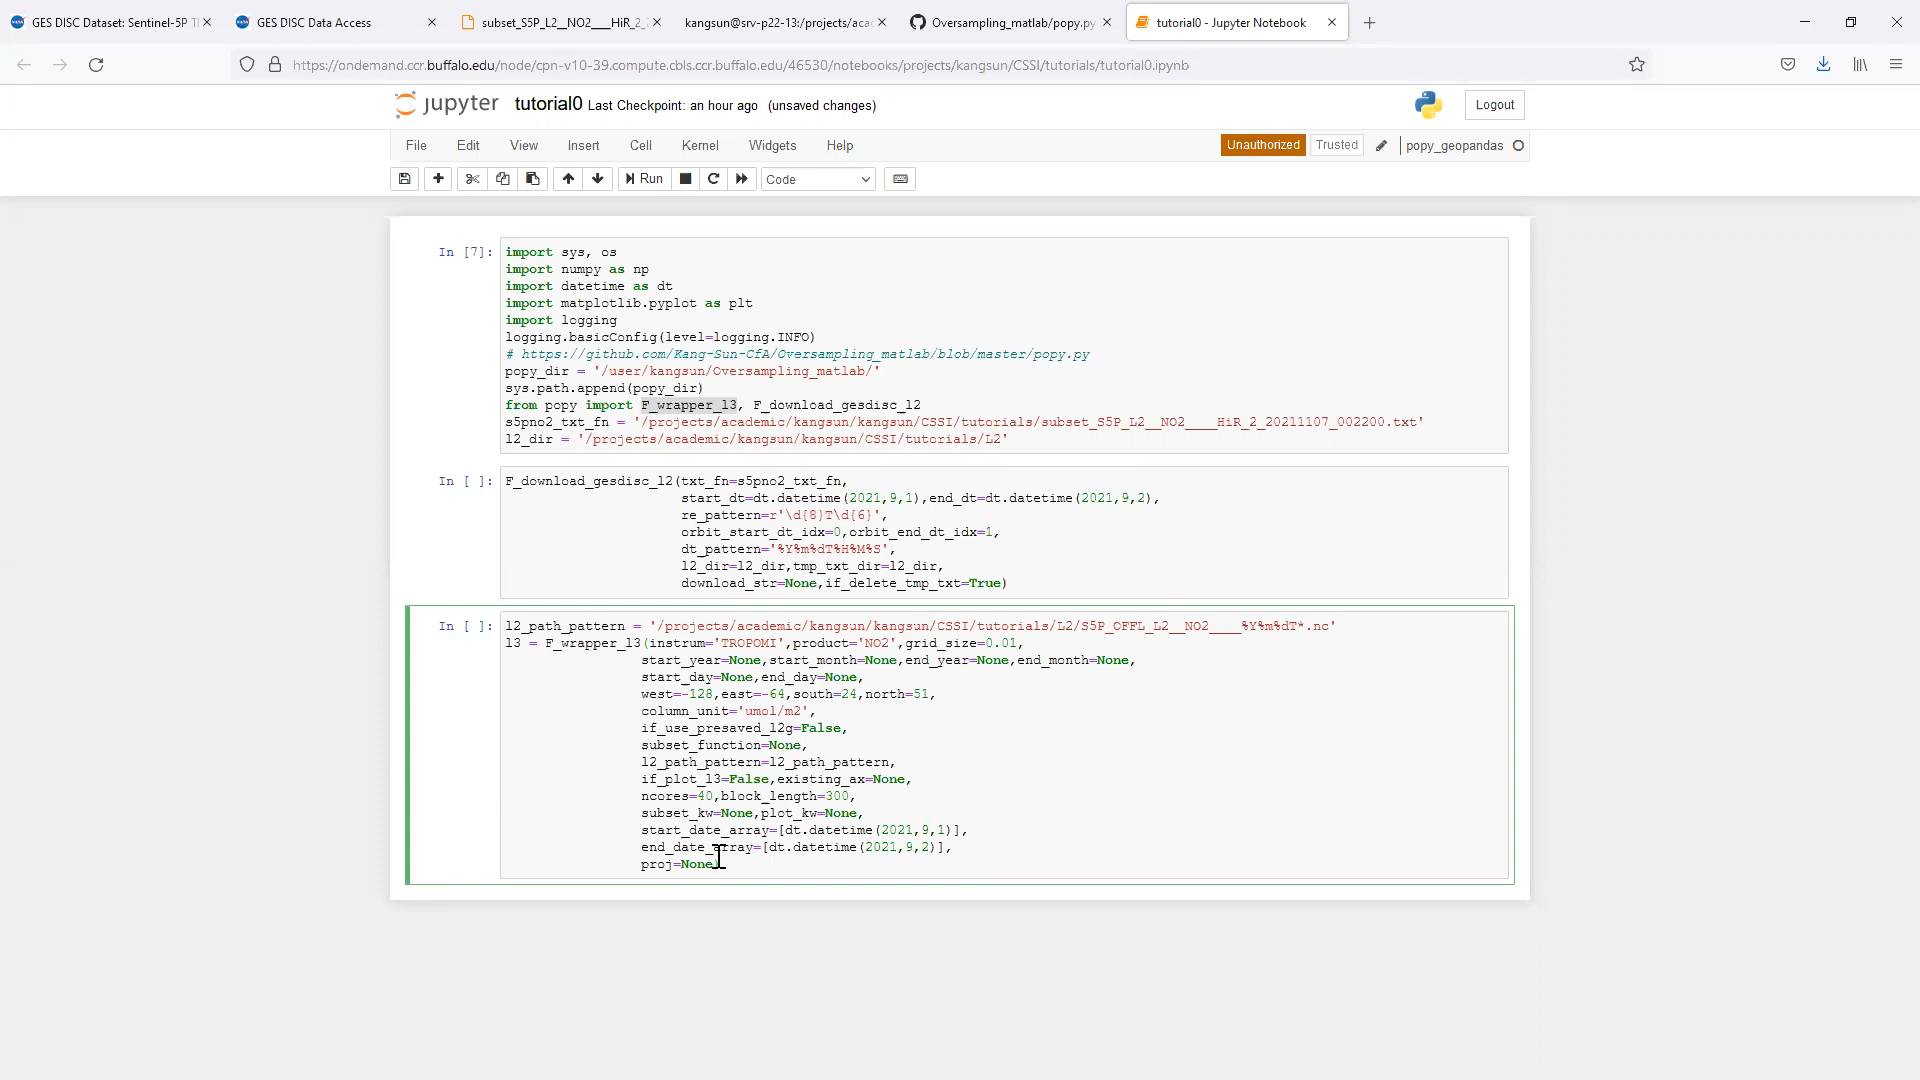 GES DISC Dataset: Sentinel-5P T
GES DISC Data Access
subset_S5P_L2__NO2____HiR_2_
kangsun@srv-p22-13:/projects/aca
Oversampling_matlab/popy.py
tutorial0 - Jupyter Notebook
https://ondemand.ccr.buffalo.edu/node/cpn-v10-39.compute.cbls.ccr.buffalo.edu/46530/notebooks/projects/kangsun/CSSI/tutorials/tutorial0.ipynb
jupyter tutorial0 Last Checkpoint: an hour ago (unsaved changes)
Logout
File Edit View Insert Cell Kernel Widgets Help
Unauthorized Trusted popy_geopandas
Run Code
In [7]:
import sys, os
import numpy as np
import datetime as dt
import matplotlib.pyplot as plt
import logging
logging.basicConfig(level=logging.INFO)
# https://github.com/Kang-Sun-CfA/Oversampling_matlab/blob/master/popy.py
popy_dir = '/user/kangsun/Oversampling_matlab/'
sys.path.append(popy_dir)
from popy import F_wrapper_l3, F_download_gesdisc_l2
s5pno2_txt_fn = '/projects/academic/kangsun/kangsun/CSSI/tutorials/subset_S5P_L2__NO2____HiR_2_20211107_002200.txt'
l2_dir = '/projects/academic/kangsun/kangsun/CSSI/tutorials/L2'
In [ ]:
F_download_gesdisc_l2(txt_fn=s5pno2_txt_fn,
start_dt=dt.datetime(2021,9,1),end_dt=dt.datetime(2021,9,2),
re_pattern=r'\d{8}T\d{6}',
orbit_start_dt_idx=0,orbit_end_dt_idx=1,
dt_pattern='%Y%m%dT%H%M%S',
l2_dir=l2_dir,tmp_txt_dir=l2_dir,
download_str=None,if_delete_tmp_txt=True)
In [ ]:
l2_path_pattern = '/projects/academic/kangsun/kangsun/CSSI/tutorials/L2/S5P_OFFL_L2__NO2____%Y%m%dT*.nc'
l3 = F_wrapper_l3(instrum='TROPOMI',product='NO2',grid_size=0.01,
start_year=None,start_month=None,end_year=None,end_month=None,
start_day=None,end_day=None,
west=-128,east=-64,south=24,north=51,
column_unit='umol/m2',
if_use_presaved_l2g=False,
subset_function=None,
l2_path_pattern=l2_path_pattern,
if_plot_l3=False,existing_ax=None,
ncores=40,block_length=300,
subset_kw=None,plot_kw=None,
start_date_array=[dt.datetime(2021,9,1)],
end_date_array=[dt.datetime(2021,9,2)],
proj=None)